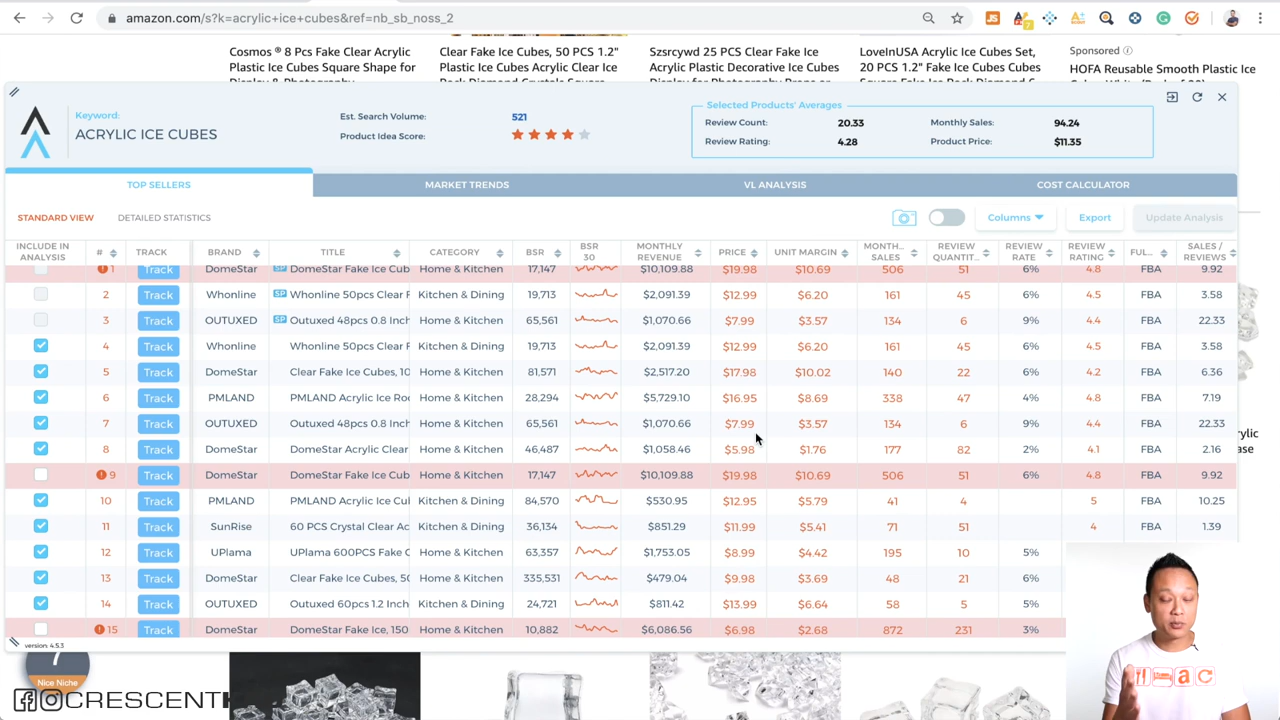 amazon.com/s?k=acrylic+ice+cubes&ref=nb_sb_noss_2
Cosmos ® 8 Pcs Fake Clear Acrylic
Plastic Ice Cubes Square Shape for
Clear Fake Ice Cubes, 50 PCS 1.2"
Plastic Ice Cubes Acrylic Clear Ice
Szsrcywd 25 PCS Clear Fake Ice
Acrylic Plastic Decorative Ice Cubes
LoveInUSA Acrylic Ice Cubes Set,
20 PCS 1.2" Fake Ice Cubes
Sponsored
HOFA Reusable Smooth Plastic Ice
Keyword:
ACRYLIC ICE CUBES
Est. Search Volume: 521
Product Idea Score:
Selected Products' Averages
Review Count: 20.33 Monthly Sales: 94.24
Review Rating: 4.28 Product Price: $11.35
TOP SELLERS MARKET TRENDS VL ANALYSIS COST CALCULATOR
STANDARD VIEW DETAILED STATISTICS Columns Export Update Analysis
INCLUDE IN ANALYSIS # TRACK BRAND TITLE CATEGORY BSR BSR 30 MONTHLY REVENUE PRICE UNIT MARGIN MONTH... SALES REVIEW QUANTIT... REVIEW RATE REVIEW RATING FUL... SALES / REVIEWS
1 Track DomeStar SP DomeStar Fake Ice Cub Home & Kitchen 17,147 $10,109.88 $19.98 $10.69 506 51 6% 4.8 FBA 9.92
2 Track Whonline SP Whonline 50pcs Clear F Kitchen & Dining 19,713 $2,091.39 $12.99 $6.20 161 45 6% 4.5 FBA 3.58
3 Track OUTUXED SP Outuxed 48pcs 0.8 Inch Home & Kitchen 65,561 $1,070.66 $7.99 $3.57 134 6 9% 4.4 FBA 22.33
4 Track Whonline Whonline 50pcs Clear F Kitchen & Dining 19,713 $2,091.39 $12.99 $6.20 161 45 6% 4.5 FBA 3.58
5 Track DomeStar Clear Fake Ice Cubes, 10 Home & Kitchen 81,571 $2,517.20 $17.98 $10.02 140 22 6% 4.2 FBA 6.36
6 Track PMLAND PMLAND Acrylic Ice Roc Home & Kitchen 28,294 $5,729.10 $16.95 $8.69 338 47 4% 4.8 FBA 7.19
7 Track OUTUXED Outuxed 48pcs 0.8 Inch Home & Kitchen 65,561 $1,070.66 $7.99 $3.57 134 6 9% 4.4 FBA 22.33
8 Track DomeStar DomeStar Acrylic Clear Home & Kitchen 46,487 $1,058.46 $5.98 $1.76 177 82 2% 4.1 FBA 2.16
9 Track DomeStar DomeStar Fake Ice Cub Home & Kitchen 17,147 $10,109.88 $19.98 $10.69 506 51 6% 4.8 FBA 9.92
10 Track PMLAND PMLAND Acrylic Ice Cul Kitchen & Dining 84,570 $530.95 $12.95 $5.79 41 4 5 FBA 10.25
11 Track SunRise 60 PCS Crystal Clear Ac Kitchen & Dining 36,134 $851.29 $11.99 $5.41 71 51 4 FBA 1.39
12 Track UPlama UPlama 600PCS Fake C Home & Kitchen 63,357 $1,753.05 $8.99 $4.42 195 10 5%
13 Track DomeStar Clear Fake Ice Cubes, 50 Home & Kitchen 335,531 $479.04 $9.98 $3.69 48 21 6%
14 Track OUTUXED Outuxed 60pcs 1.2 Inch Kitchen & Dining 24,721 $811.42 $13.99 $6.64 58 5 5%
15 Track DomeStar DomeStar Fake Ice, 150 Home & Kitchen 10,882 $6,086.56 $6.98 $2.68 872 231 3%
version: 4.5.3
7
Nice Niche
@CRESCENTK